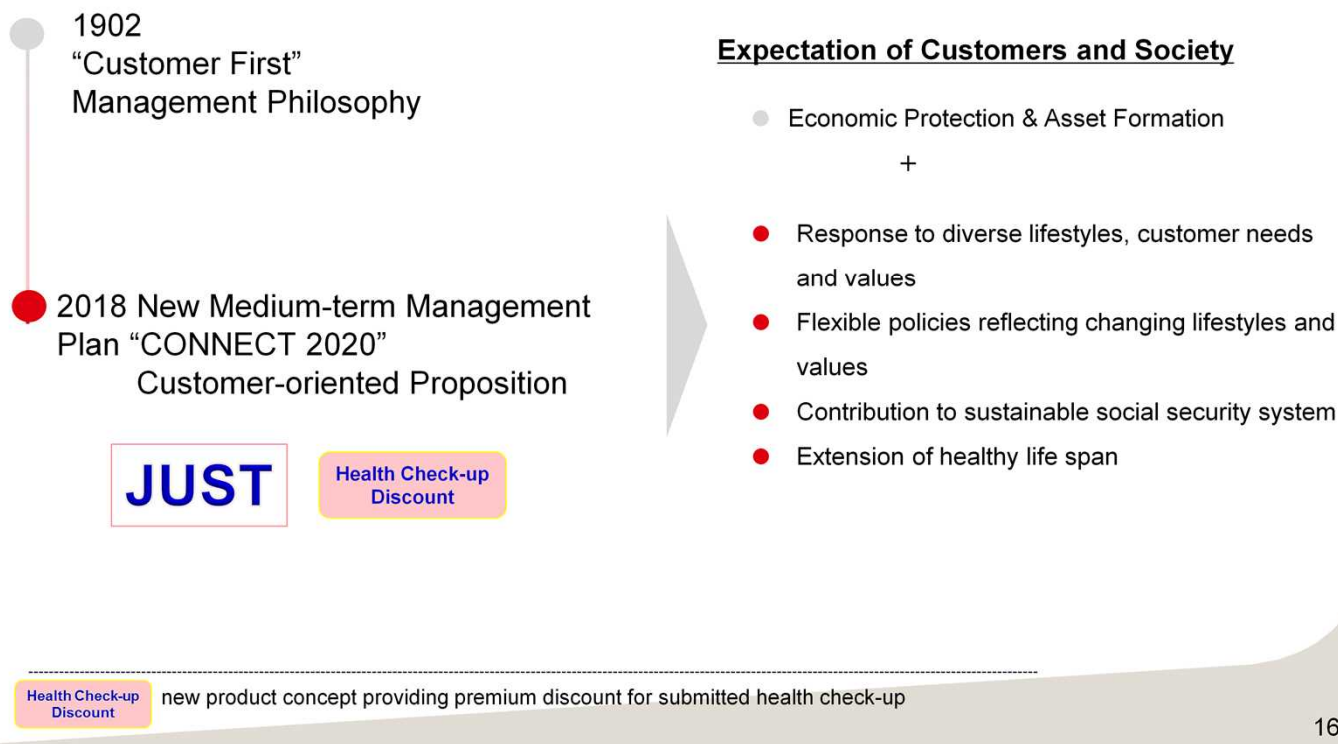 1902
“Customer First”
Management Philosophy
2018 New Medium-term Management
Plan “CONNECT 2020”
Customer-oriented Proposition
JUST
Health Check-up
Discount
Expectation of Customers and Society
Economic Protection & Asset Formation
+
Response to diverse lifestyles, customer needs
and values
Flexible policies reflecting changing lifestyles and
values
Contribution to sustainable social security system
Extension of healthy life span
Health Check-up
Discount
new product concept providing premium discount for submitted health check-up
16